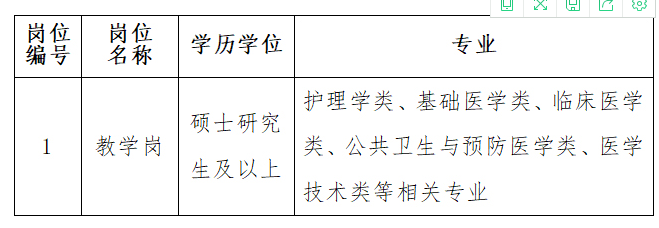 岗位
编号
岗位
名称
学历学位
专业
1
教学岗
硕士研究
生及以上
护理学类、基础医学类、临床医学
类、公共卫生与预防医学类、医学
技术类等相关专业